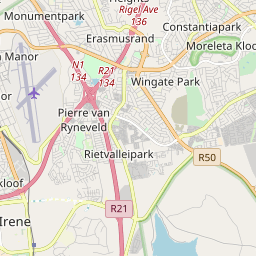 Heights
Rigel Ave
136
Monumentpark
Constantiapark
Erasmusrand
Moreleta Kloo
Manor
N1
134
R21
134
Wingate Park
Pierre van
Ryneveld
Rietvalleipark
R50
kloof
R21
Irene